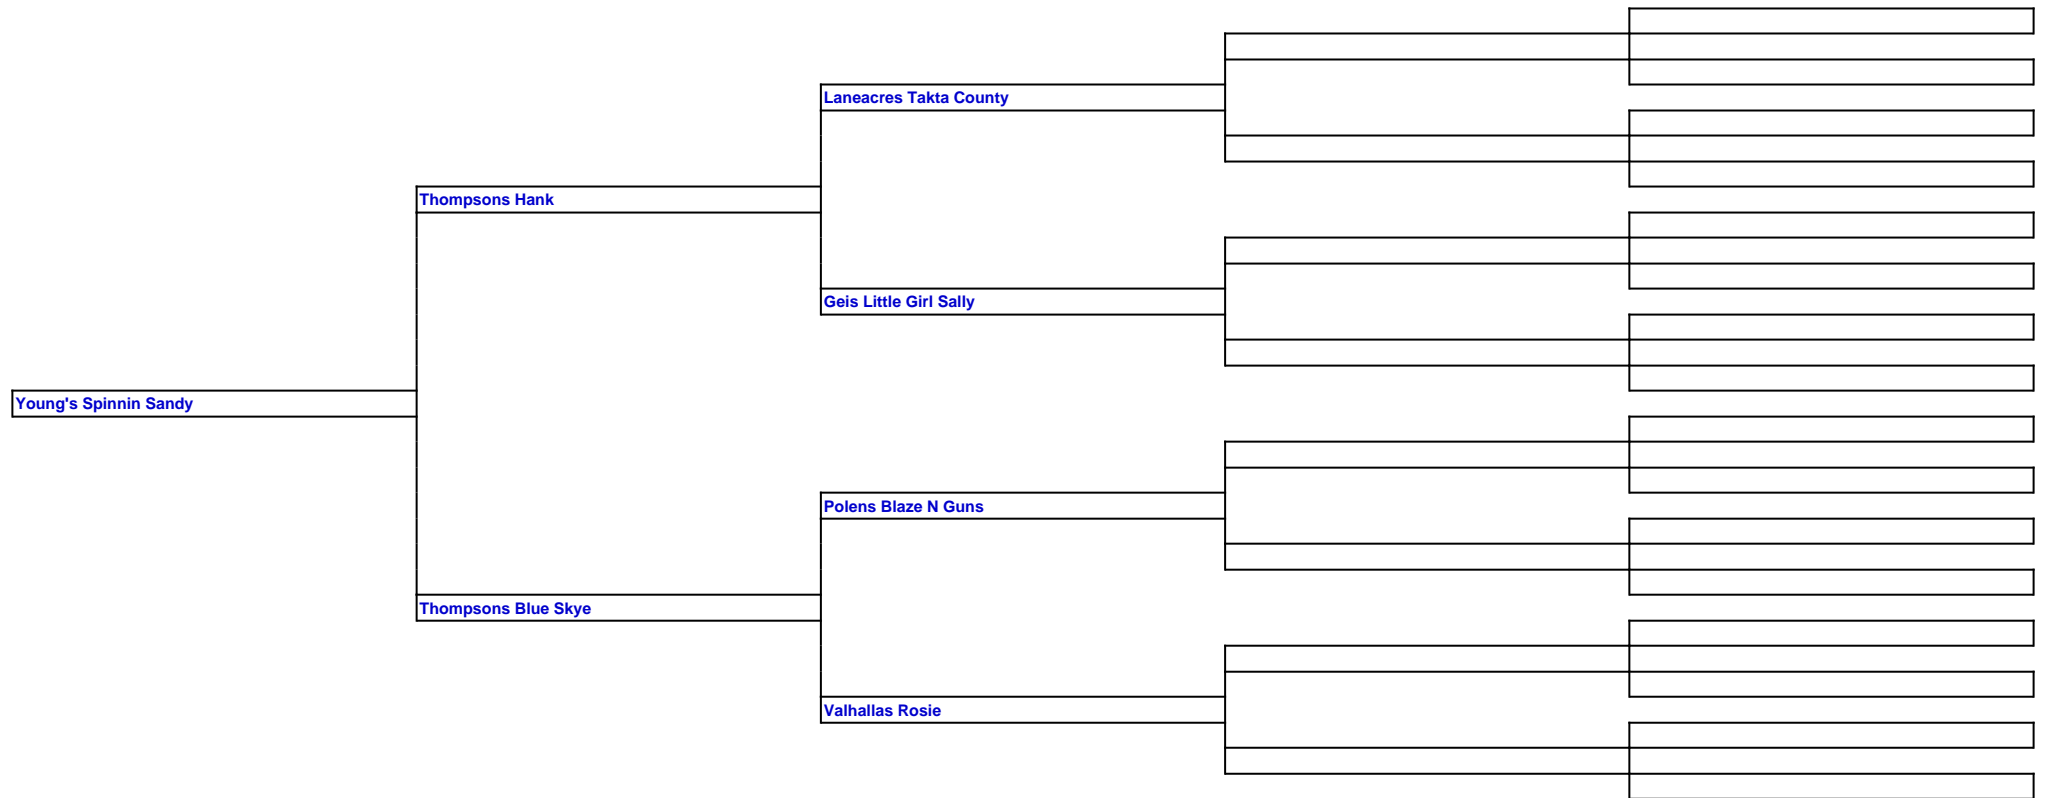 Laneacres Takta County
Thompsons Hank
Geis Little Girl Sally
Young's Spinnin Sandy
Polens Blaze N Guns
Thompsons Blue Skye
Valhallas Rosie